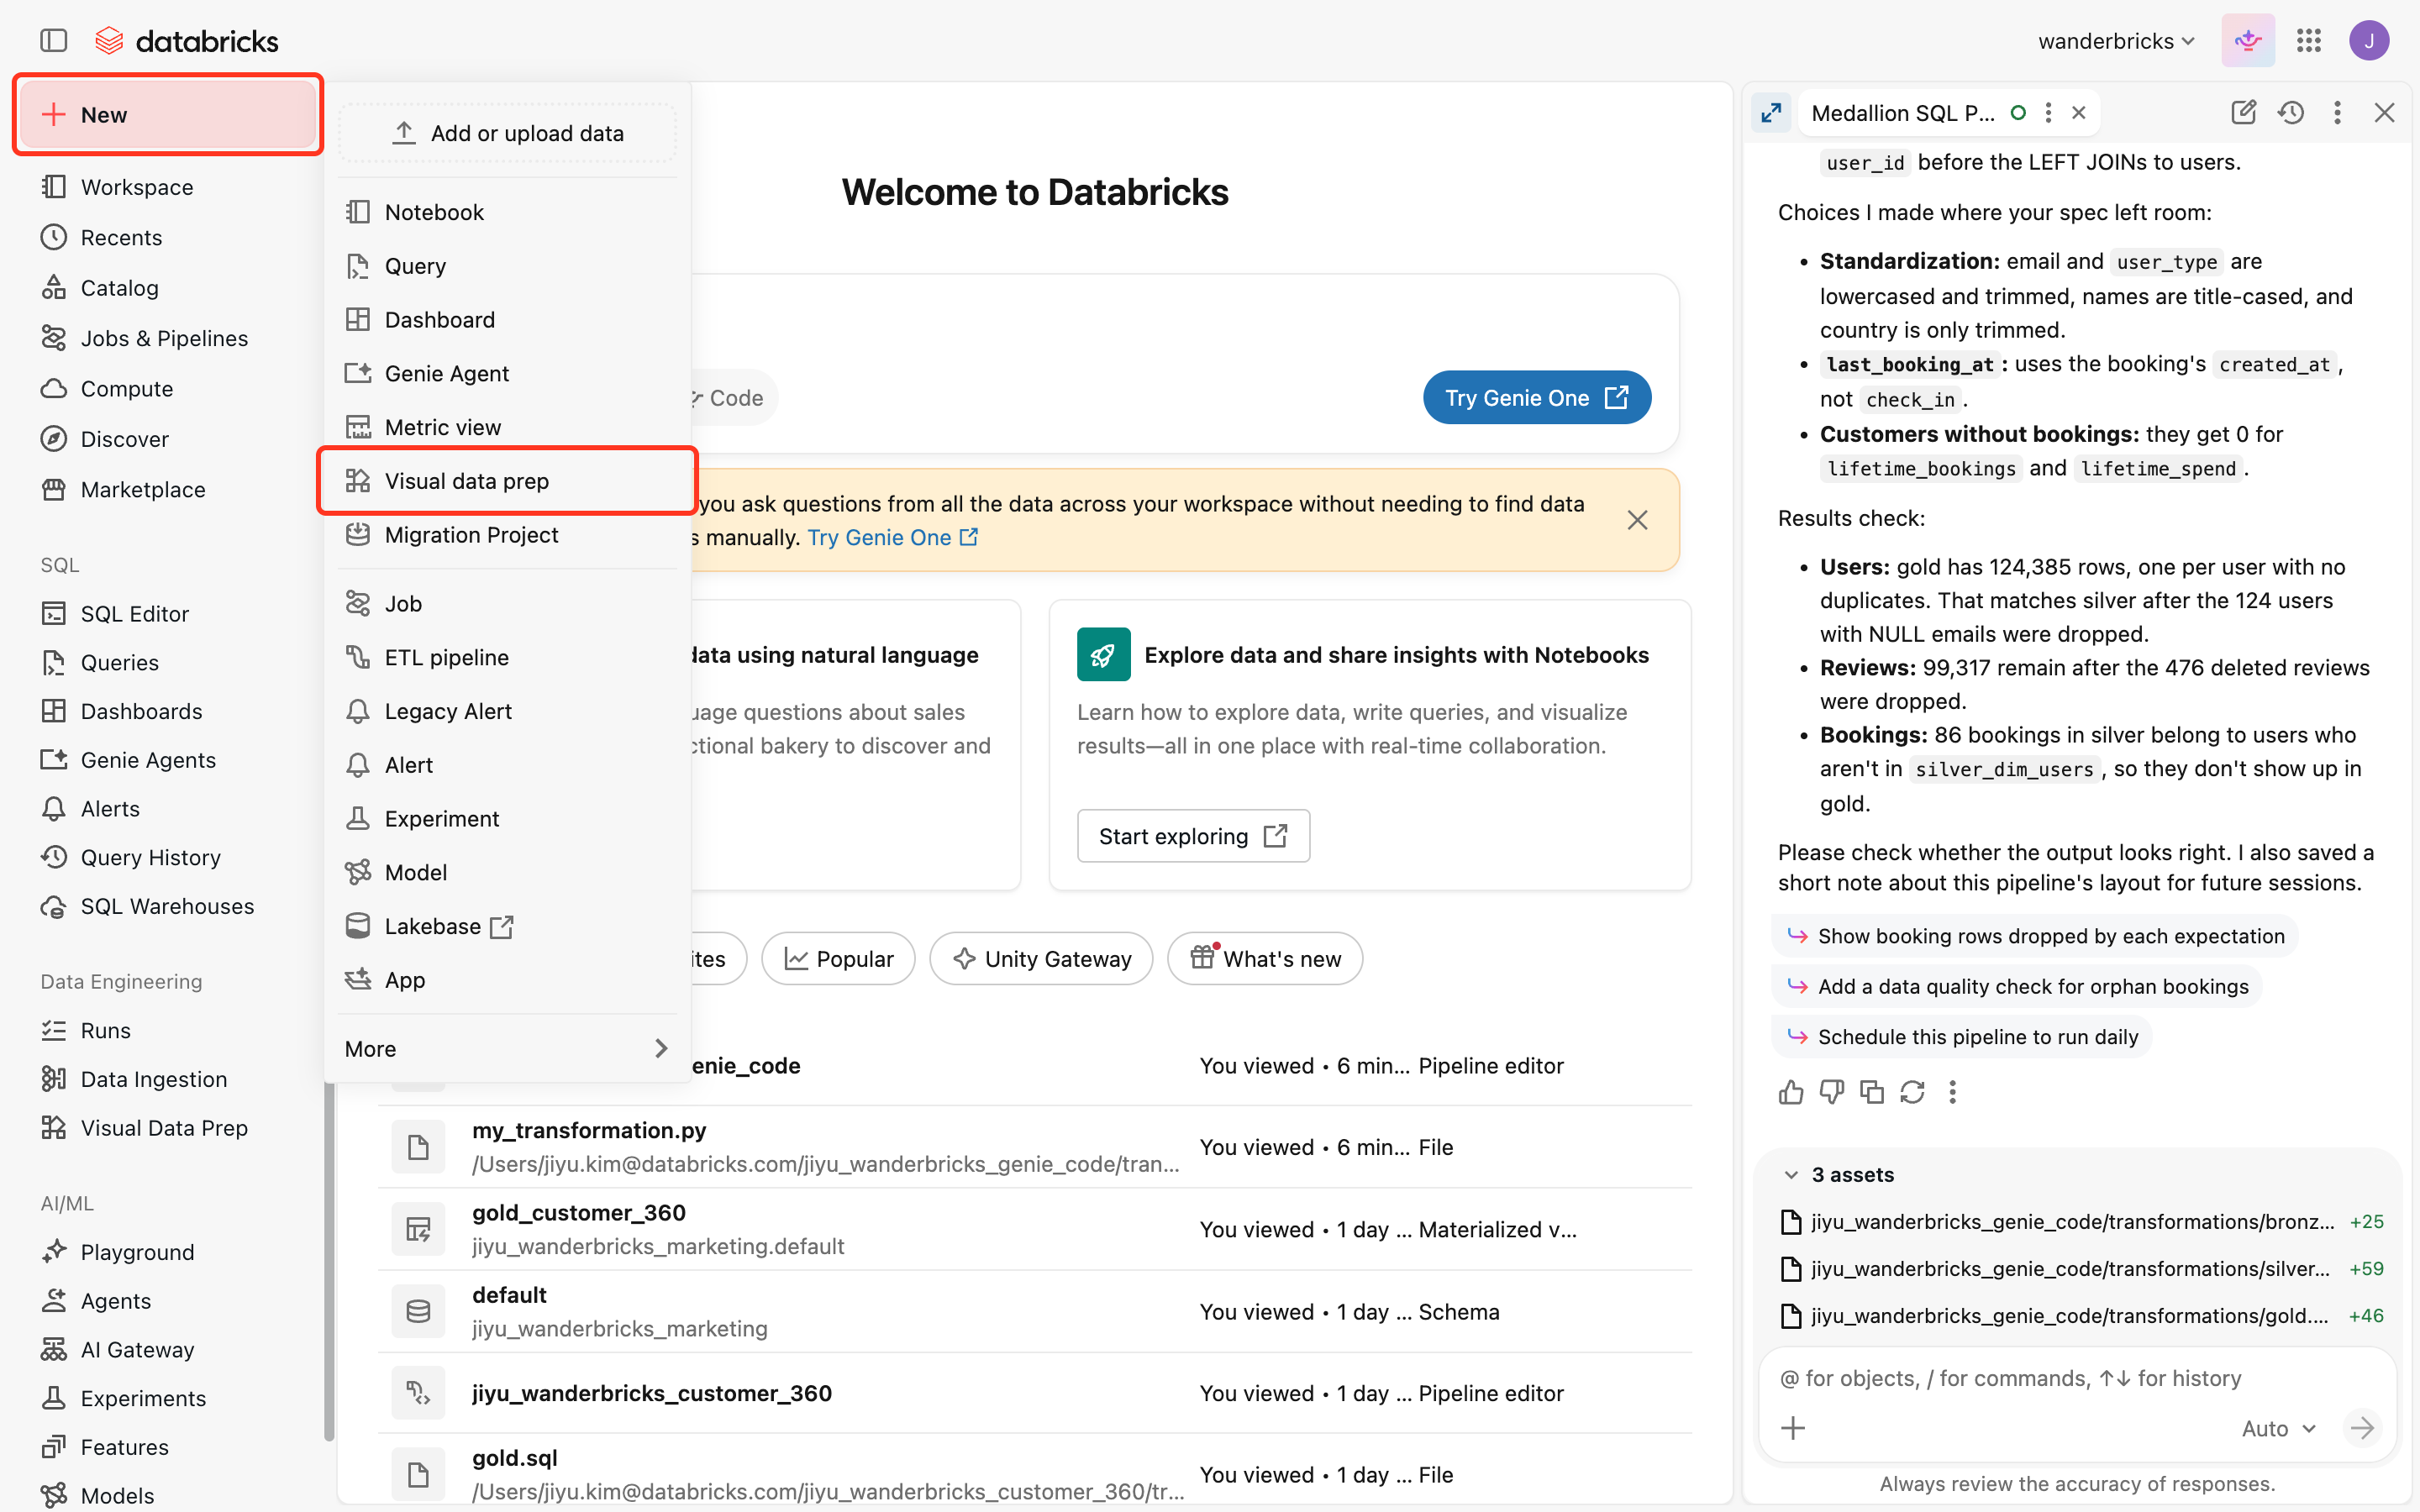 databricks
wanderbricks
J
New
Workspace
Recents
Catalog
Jobs & Pipelines
Compute
Discover
Marketplace
SQL
SQL Editor
Queries
Dashboards
Genie Agents
Alerts
Query History
SQL Warehouses
Data Engineering
Runs
Data Ingestion
Visual Data Prep
AI/ML
Playground
Agents
AI Gateway
Experiments
Features
Models
Add or upload data
Notebook
Query
Dashboard
Genie Agent
Metric view
Visual data prep
Migration Project
Job
ETL pipeline
Legacy Alert
Alert
Experiment
Model
Lakebase
App
More
Welcome to Databricks
Code
Try Genie One
you ask questions from all the data across your workspace without needing to find data
s manually. Try Genie One
data using natural language
uage questions about sales
ctional bakery to discover and
Explore data and share insights with Notebooks
Learn how to explore data, write queries, and visualize
results—all in one place with real-time collaboration.
Start exploring
ites
Popular
Unity Gateway
What's new
enie_code
You viewed • 6 min... Pipeline editor
my_transformation.py
/Users/jiyu.kim@databricks.com/jiyu_wanderbricks_genie_code/tran...
You viewed • 6 min... File
gold_customer_360
jiyu_wanderbricks_marketing.default
You viewed • 1 day ... Materialized v...
default
jiyu_wanderbricks_marketing
You viewed • 1 day ... Schema
jiyu_wanderbricks_customer_360
You viewed • 1 day ... Pipeline editor
gold.sql
/Users/jiyu.kim@databricks.com/jiyu_wanderbricks_customer_360/tr...
You viewed • 1 day ... File
Medallion SQL P...
user_id before the LEFT JOINs to users.
Choices I made where your spec left room:
• Standardization: email and user_type are
lowercased and trimmed, names are title-cased, and
country is only trimmed.
• last_booking_at: uses the booking's created_at,
not check_in.
• Customers without bookings: they get 0 for
lifetime_bookings and lifetime_spend.
Results check:
• Users: gold has 124,385 rows, one per user with no
duplicates. That matches silver after the 124 users
with NULL emails were dropped.
• Reviews: 99,317 remain after the 476 deleted reviews
were dropped.
• Bookings: 86 bookings in silver belong to users who
aren't in silver_dim_users, so they don't show up in
gold.
Please check whether the output looks right. I also saved a
short note about this pipeline's layout for future sessions.
Show booking rows dropped by each expectation
Add a data quality check for orphan bookings
Schedule this pipeline to run daily
3 assets
jiyu_wanderbricks_genie_code/transformations/bronz... +25
jiyu_wanderbricks_genie_code/transformations/silver... +59
jiyu_wanderbricks_genie_code/transformations/gold.... +46
@ for objects, / for commands, ↑↓ for history
Auto
Always review the accuracy of responses.